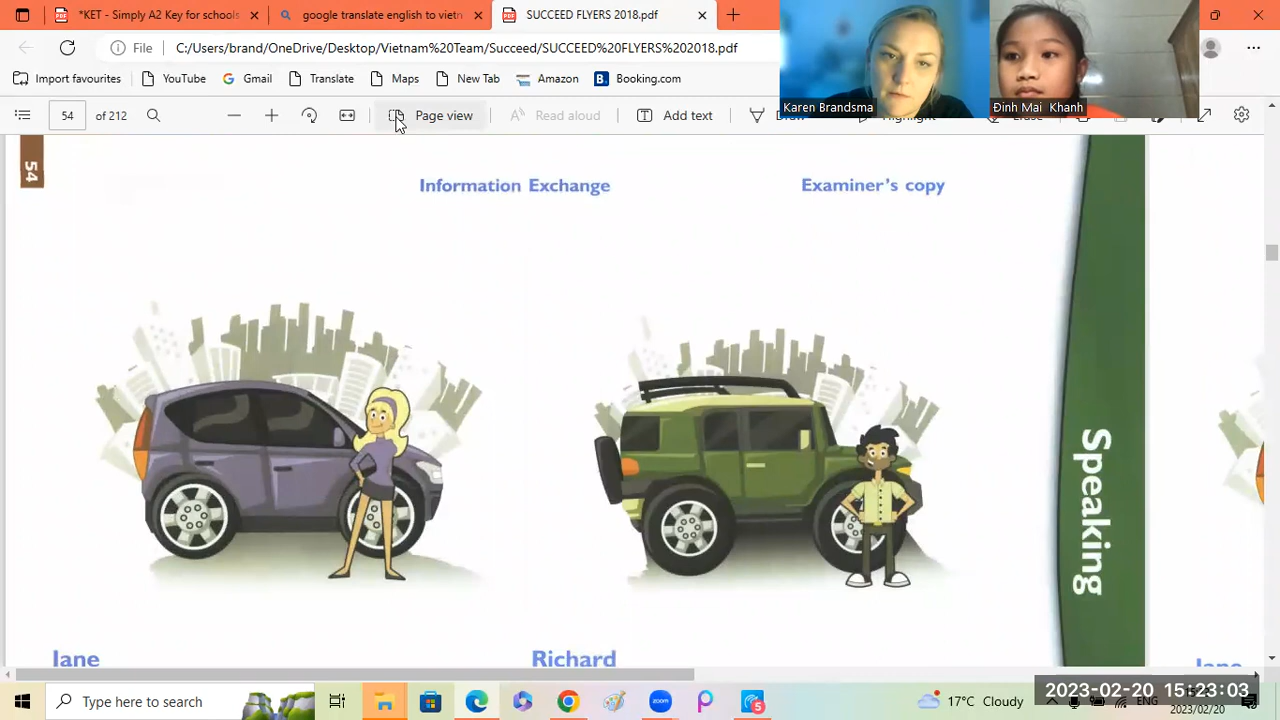 *KET - Simply A2 Key for schools
google translate english to vietn
SUCCEED FLYERS 2018.pdf
File
C:/Users/brand/OneDrive/Desktop/Vietnam%20Team/Succeed/SUCCEED%20FLYERS%202018.pdf
Import favourites
YouTube
Gmail
Translate
Maps
New Tab
Amazon
B.
Booking.com
Karen Brandsma
Đinh Mai Khanh
54
of 212
Page view
Read aloud
Add text
54
Information Exchange
Examiner's copy
Speaking
Jane
Richard
Jane
Type here to search
5
17°C Cloudy
ENG
2023-02-20 15:23:03
2023/02/20